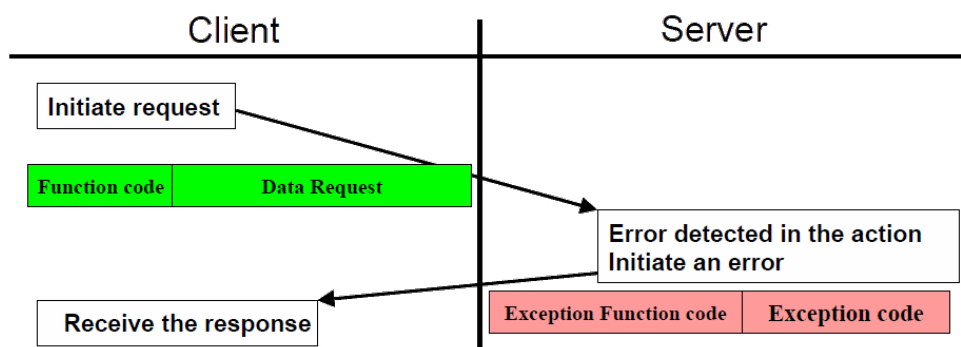 Client
Server
Initiate request
Function code
Data Request
Error detected in the action
Initiate an error
Receive the response
Exception Function code
Exception code